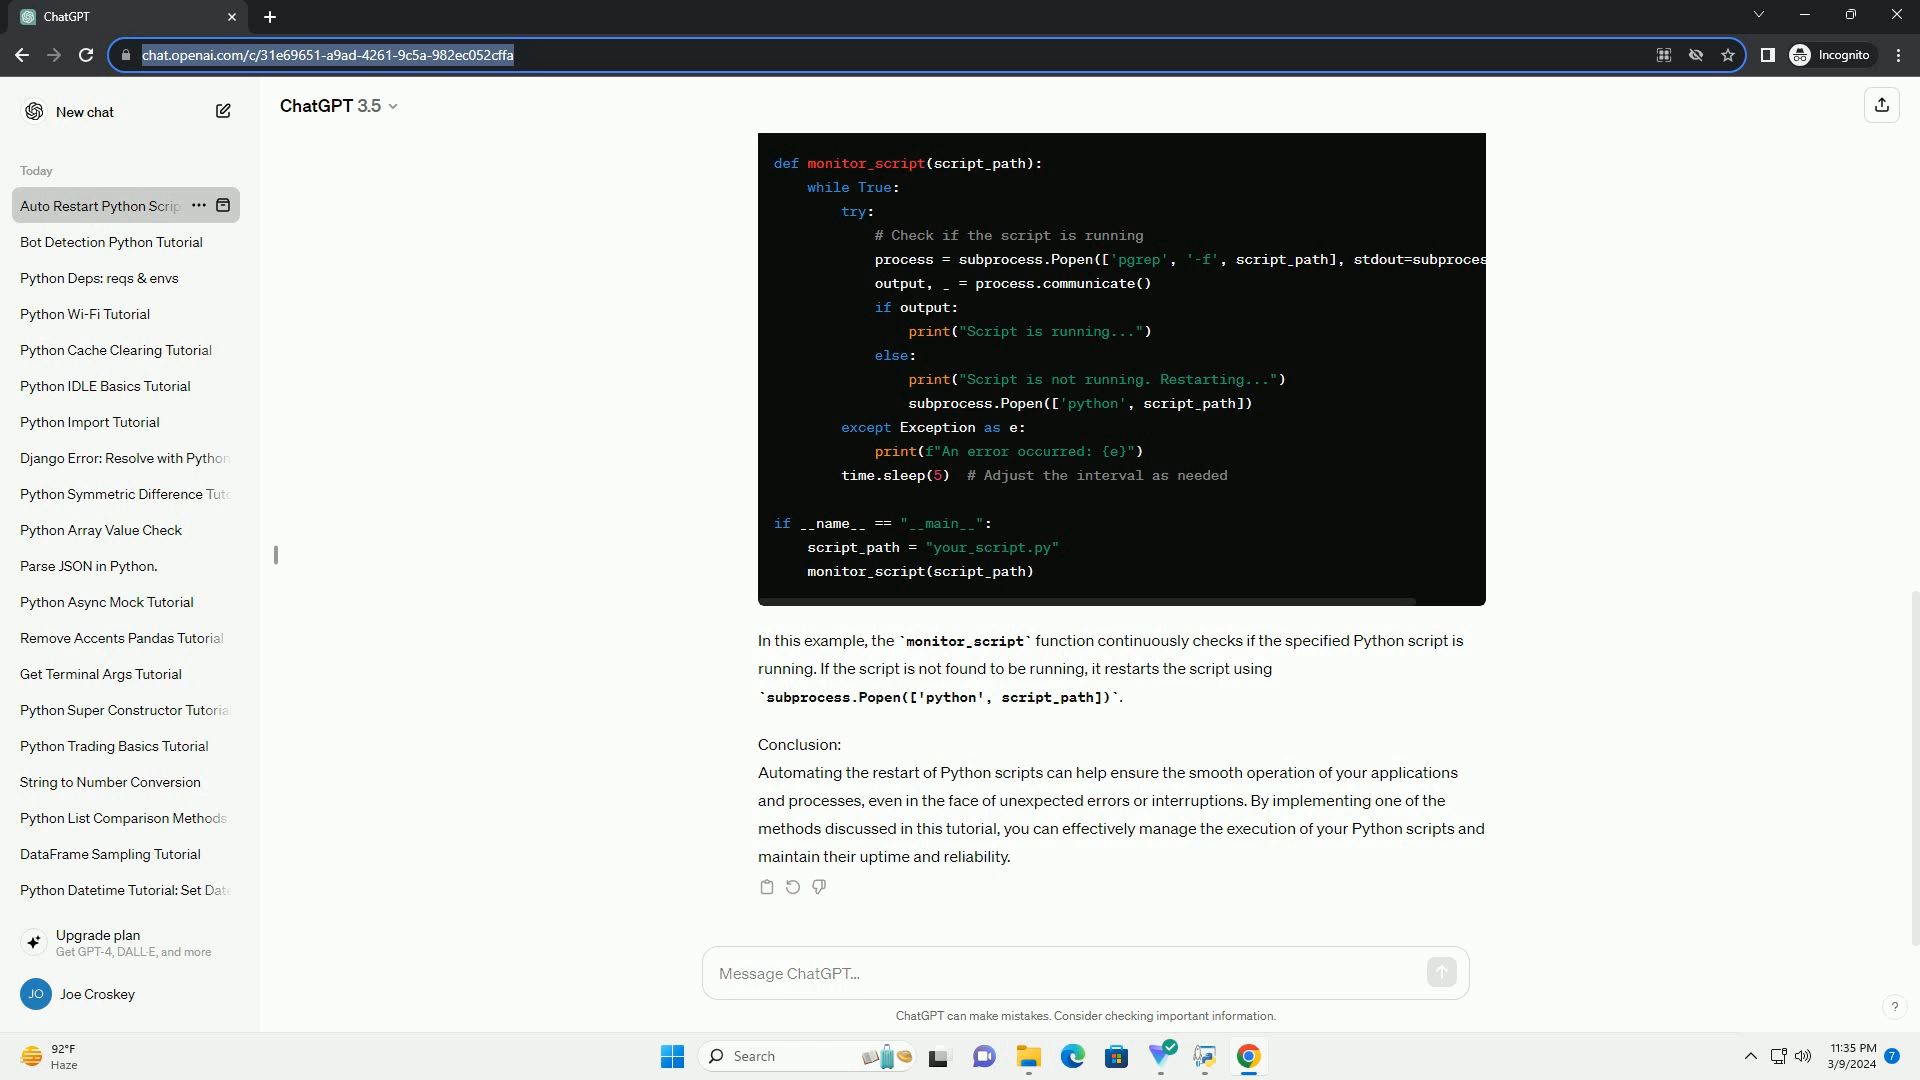 ChatGPT
chat.openai.com/c/31e69651-a9ad-4261-9c5a-982ec052cffa
Incognito
New chat
Today
Auto Restart Python Scrip
Bot Detection Python Tutorial
Python Deps: reqs & envs
Python Wi-Fi Tutorial
Python Cache Clearing Tutorial
Python IDLE Basics Tutorial
Python Import Tutorial
Django Error: Resolve with Python
Python Symmetric Difference Tuto
Python Array Value Check
Parse JSON in Python.
Python Async Mock Tutorial
Remove Accents Pandas Tutorial
Get Terminal Args Tutorial
Python Super Constructor Tutoria
Python Trading Basics Tutorial
String to Number Conversion
Python List Comparison Methods
DataFrame Sampling Tutorial
Python Datetime Tutorial: Set Date
Upgrade plan
Get GPT-4, DALL·E, and more
JO Joe Croskey
ChatGPT 3.5
def monitor_script(script_path):
while True:
try:
# Check if the script is running
process = subprocess.Popen(['pgrep', '-f', script_path], stdout=subproces
output, _ = process.communicate()
if output:
print("Script is running...")
else:
print("Script is not running. Restarting...")
subprocess.Popen(['python', script_path])
except Exception as e:
print(f"An error occurred: {e}")
time.sleep(5)  # Adjust the interval as needed
if __name__ == "__main__":
script_path = "your_script.py"
monitor_script(script_path)
In this example, the `monitor_script` function continuously checks if the specified Python script is
running. If the script is not found to be running, it restarts the script using
`subprocess.Popen(['python', script_path])`.
Conclusion:
Automating the restart of Python scripts can help ensure the smooth operation of your applications
and processes, even in the face of unexpected errors or interruptions. By implementing one of the
methods discussed in this tutorial, you can effectively manage the execution of your Python scripts and
maintain their uptime and reliability.
Message ChatGPT...
ChatGPT can make mistakes. Consider checking important information.
?
92°F
Haze
Search
11:35 PM
3/9/2024
7